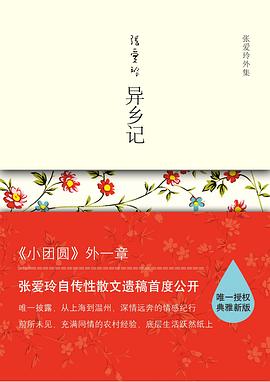 张爱玲外集
张爱玲
异乡记
《小团圆》外一章
张爱玲自传性散文遗稿首度公开
唯一披露，从上海到温州，深情远奔的情感纪行
前所未见，充满同情的农村经验，底层生活跃然纸上
唯一授权
典雅新版